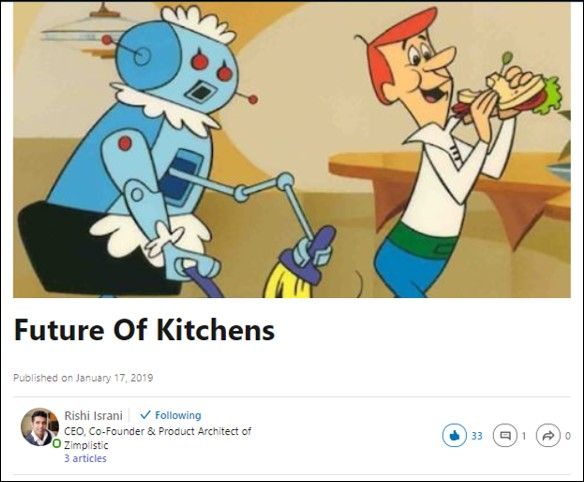 Future Of Kitchens
Published on January 17, 2019
Rishi Israni ✓ Following
CEO, Co-Founder & Product Architect of
Zimplistic
3 articles
33 1 0